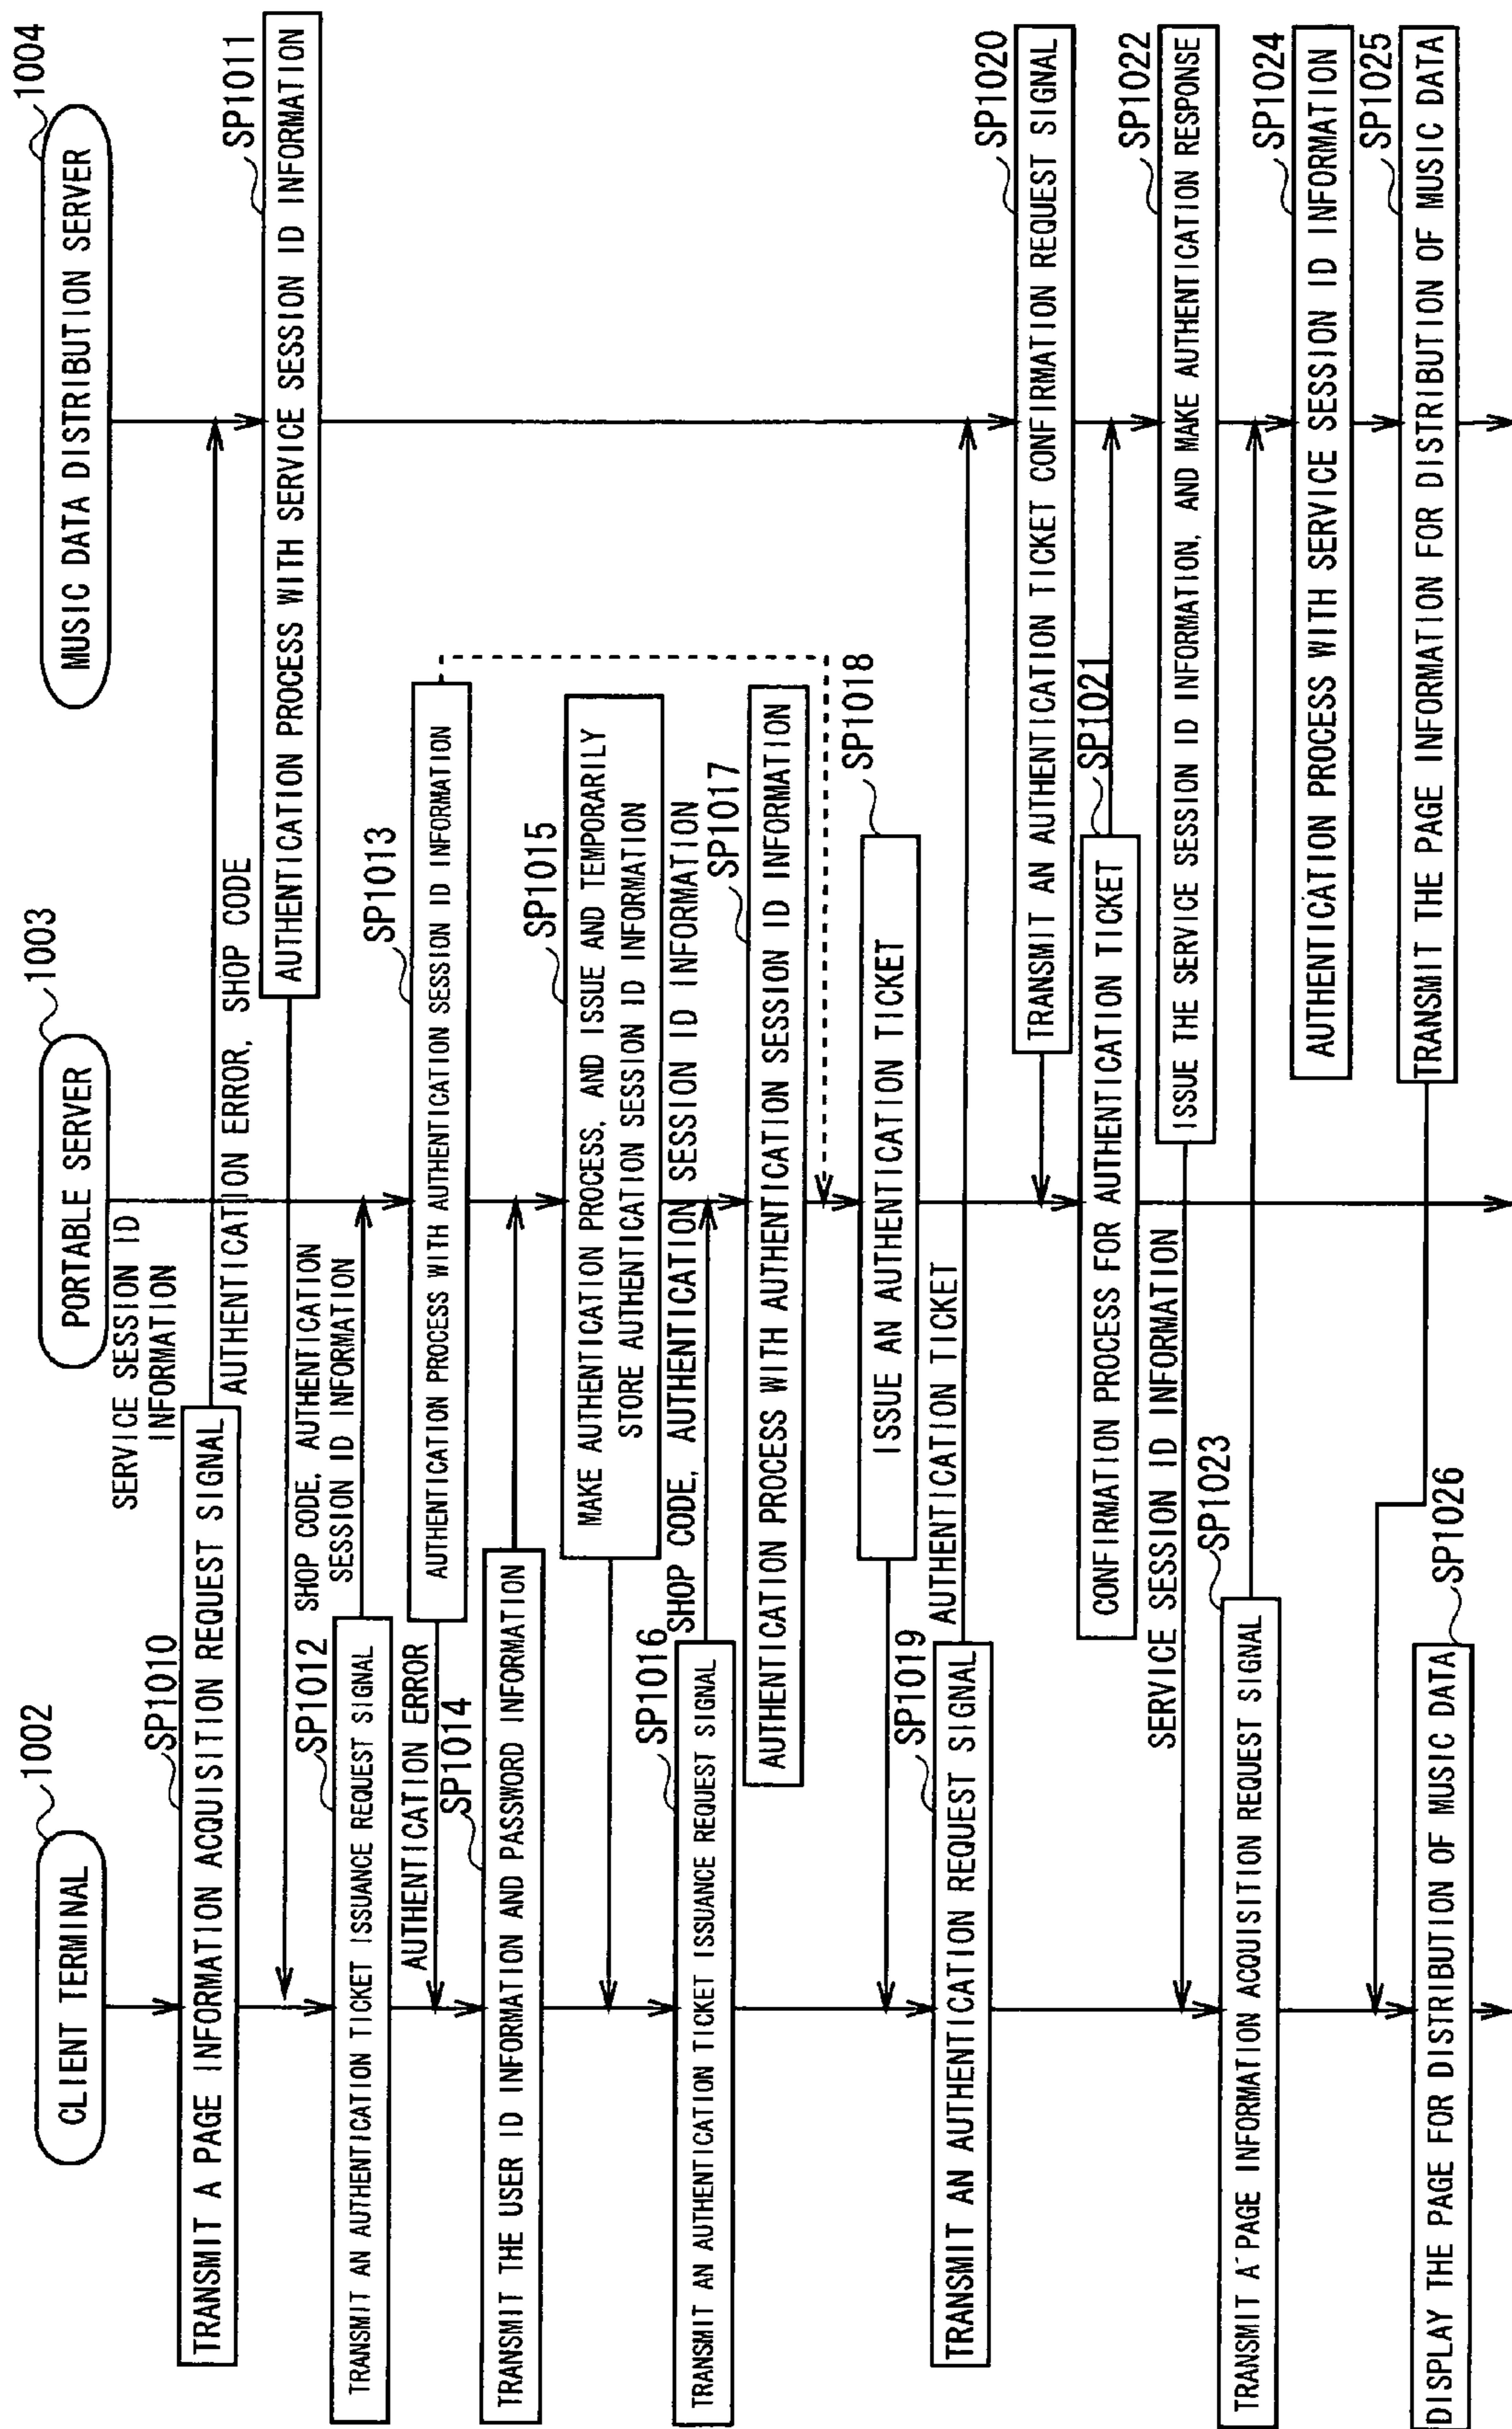 CLIENT TERMINAL
1002
PORTABLE SERVER
1003
MUSIC DATA DISTRIBUTION SERVER
1004
SP1010
TRANSMIT A PAGE INFORMATION ACQUISITION REQUEST SIGNAL
SERVICE SESSION ID
INFORMATION
AUTHENTICATION ERROR, SHOP CODE
SP1011
AUTHENTICATION PROCESS WITH SERVICE SESSION ID INFORMATION
SP1012
TRANSMIT AN AUTHENTICATION TICKET ISSUANCE REQUEST SIGNAL
SHOP CODE, AUTHENTICATION
SESSION ID INFORMATION
SP1013
AUTHENTICATION PROCESS WITH AUTHENTICATION SESSION ID INFORMATION
AUTHENTICATION ERROR
SP1014
TRANSMIT THE USER ID INFORMATION AND PASSWORD INFORMATION
SP1015
MAKE AUTHENTICATION PROCESS, AND ISSUE AND TEMPORARILY
STORE AUTHENTICATION SESSION ID INFORMATION
SP1016
TRANSMIT AN AUTHENTICATION TICKET ISSUANCE REQUEST SIGNAL
SHOP CODE, AUTHENTICATION SESSION ID INFORMATION
SP1017
AUTHENTICATION PROCESS WITH AUTHENTICATION SESSION ID INFORMATION
SP1018
ISSUE AN AUTHENTICATION TICKET
SP1019
TRANSMIT AN AUTHENTICATION REQUEST SIGNAL
AUTHENTICATION TICKET
SP1020
TRANSMIT AN AUTHENTICATION TICKET CONFIRMATION REQUEST SIGNAL
SP1021
CONFIRMATION PROCESS FOR AUTHENTICATION TICKET
SP1022
ISSUE THE SERVICE SESSION ID INFORMATION, AND MAKE AUTHENTICATION RESPONSE
SERVICE SESSION ID INFORMATION
SP1023
TRANSMIT A PAGE INFORMATION ACQUISITION REQUEST SIGNAL
SP1024
AUTHENTICATION PROCESS WITH SERVICE SESSION ID INFORMATION
SP1025
TRANSMIT THE PAGE INFORMATION FOR DISTRIBUTION OF MUSIC DATA
SP1026
DISPLAY THE PAGE FOR DISTRIBUTION OF MUSIC DATA